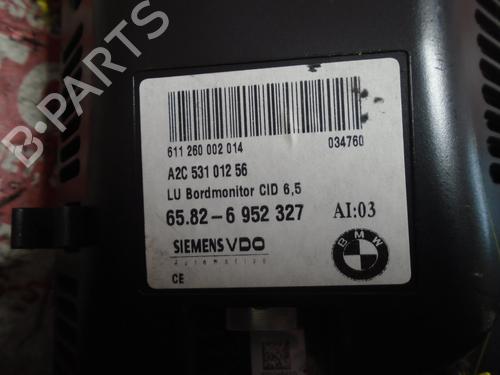 611 260 002 014 034760
A2C 531 012 56
LU Bordmonitor CID 6,5
65.82-6 952 327 AI:03
SIEMENS VDO
Automotive
CE
BMW
B-PARTS